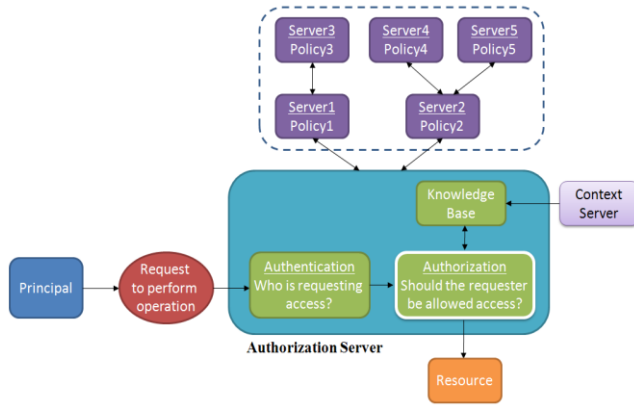 Server3
Policy3
Server4
Policy4
Server5
Policy5
Server1
Policy1
Server2
Policy2
Knowledge
Base
Context
Server
Principal
Request
to perform
operation
Authentication
Who is requesting
access?
Authorization
Should the requester
be allowed access?
Authorization Server
Resource